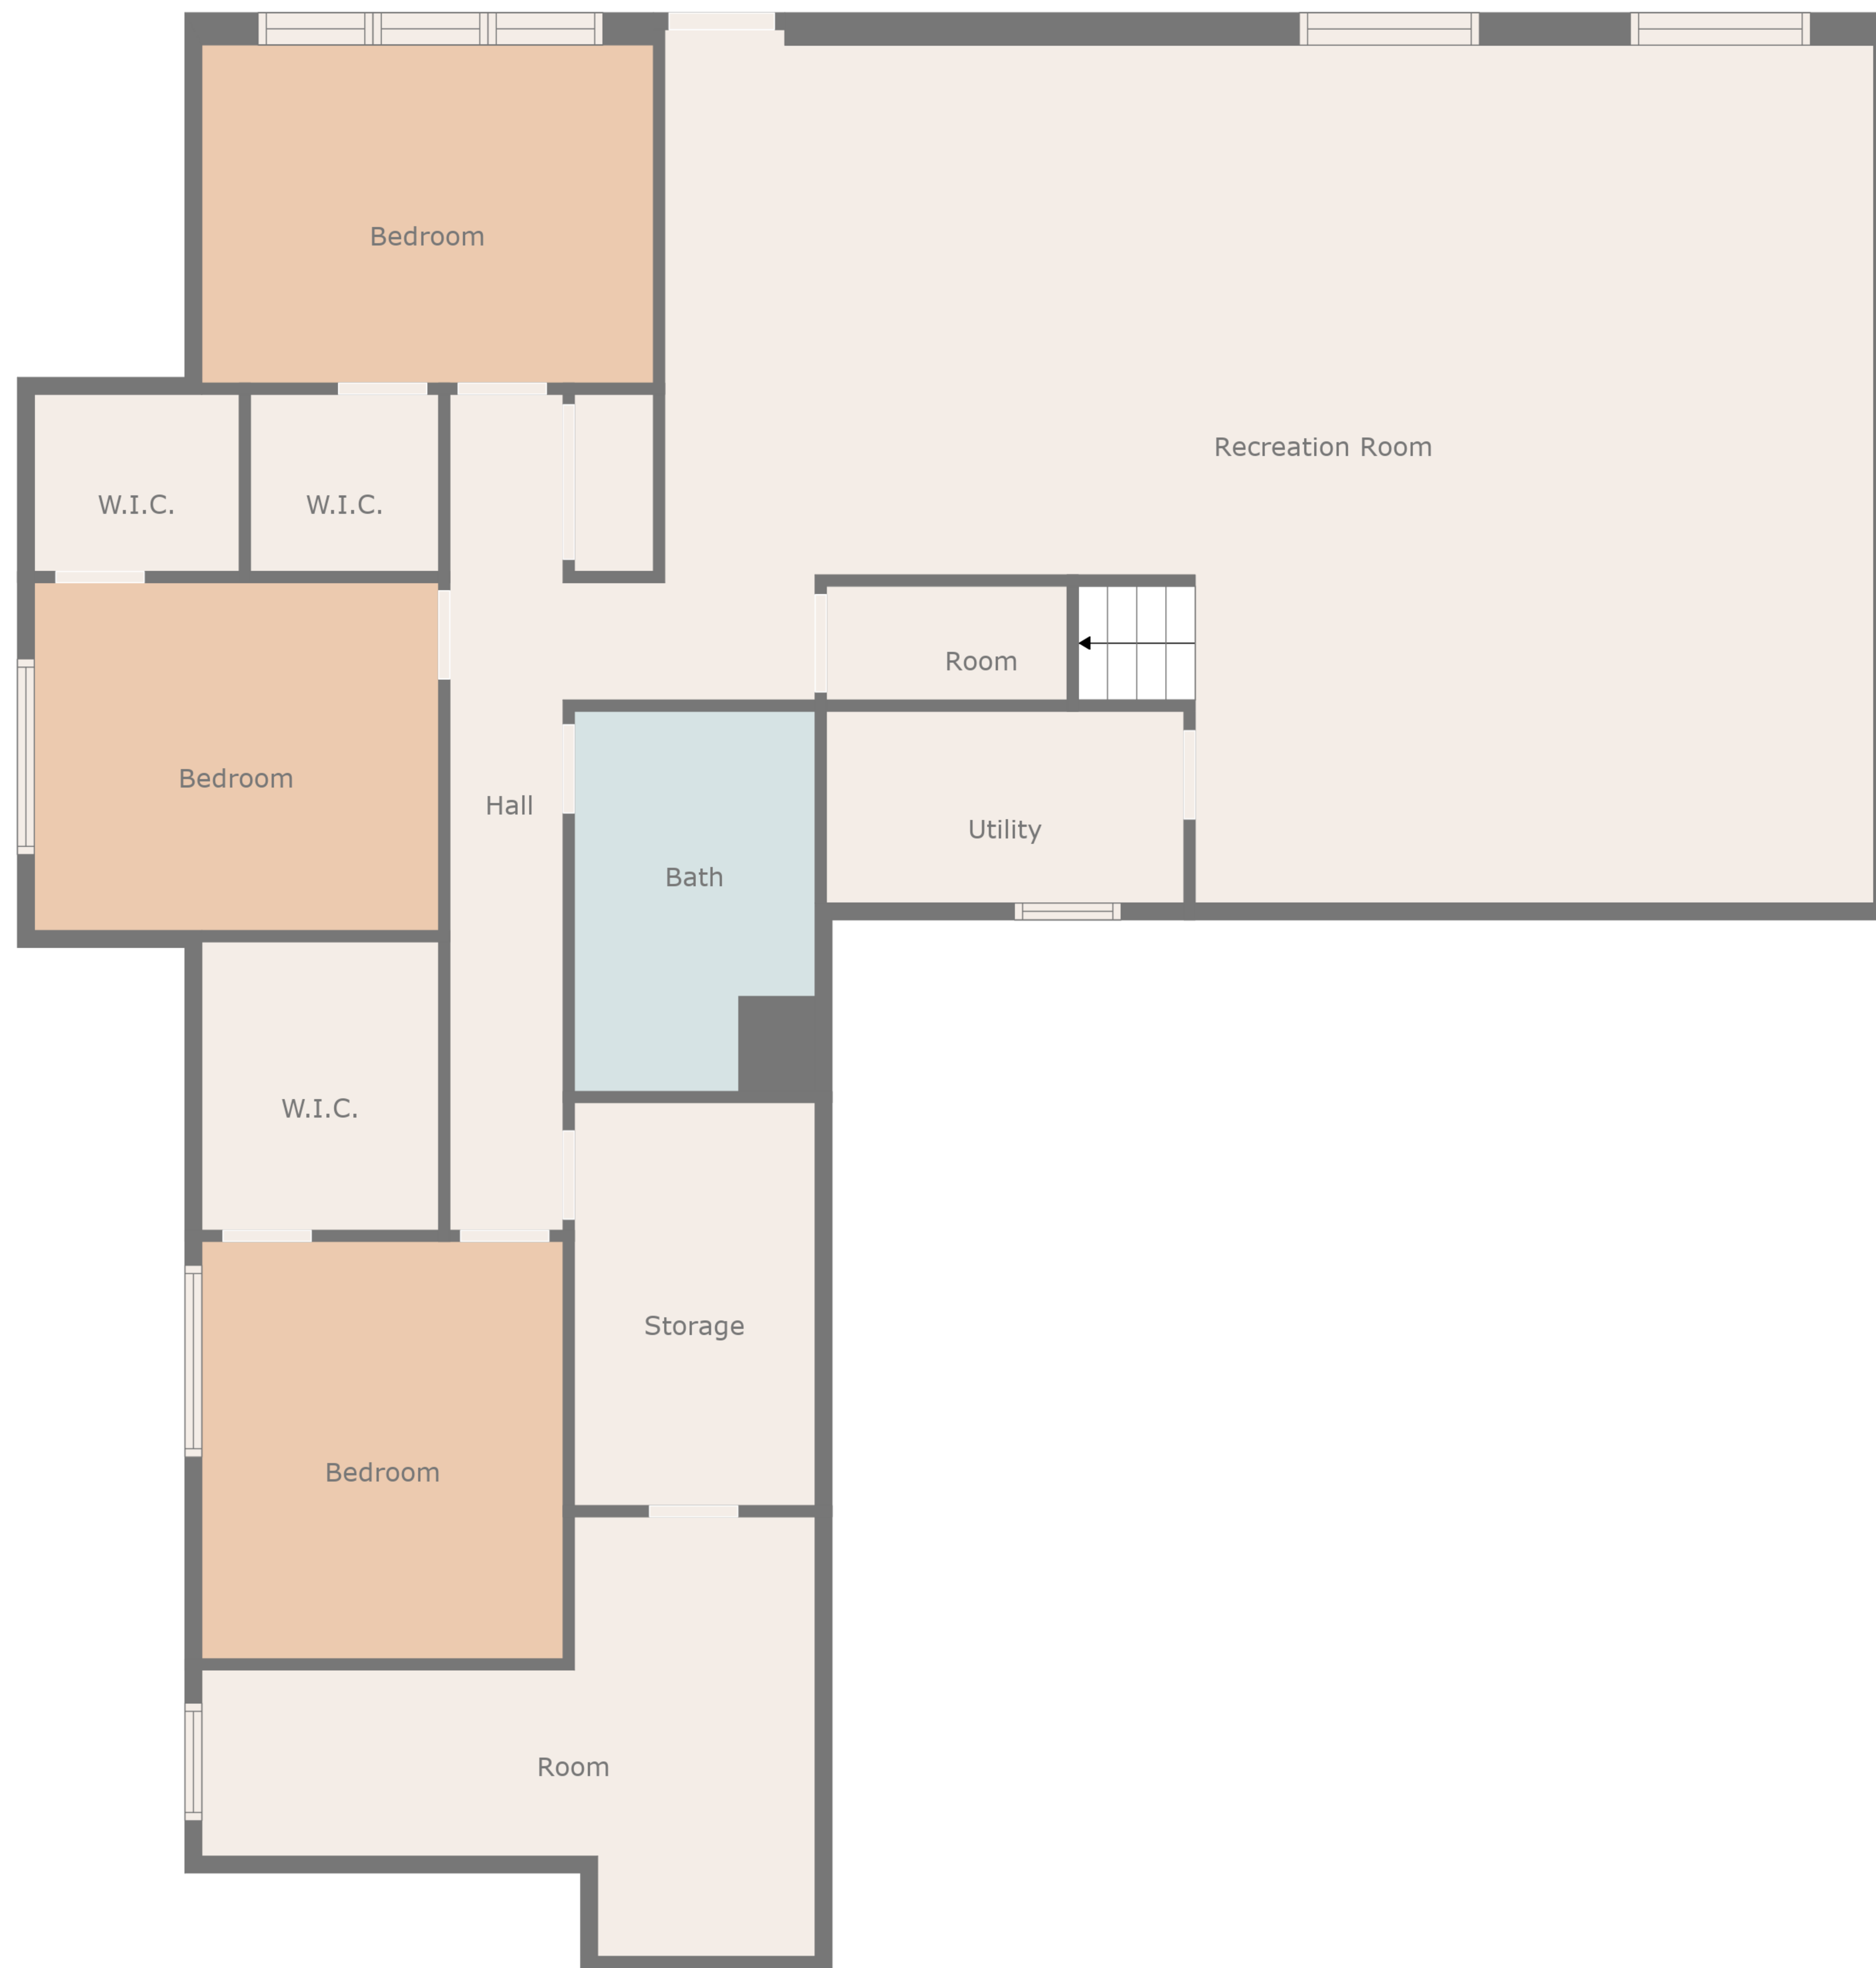 Bedroom
Recreation Room
W.I.C.
W.I.C.
Room
Bedroom
Hall
Utility
Bath
W.I.C.
Storage
Bedroom
Room